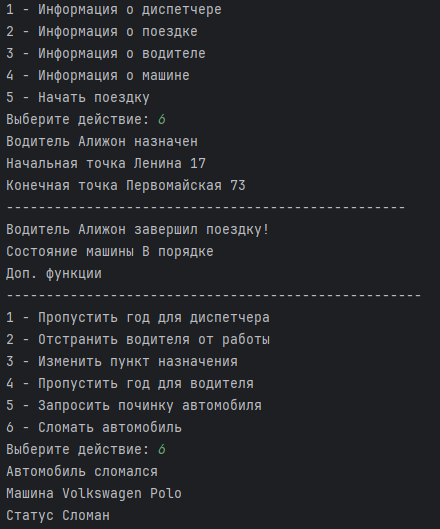 1 - Информация о диспетчере
2 - Информация о поездке
3 - Информация о водителе
4 - Информация о машине
5 - Начать поездку
Выберите действие: 6
Водитель Алижон назначен
Начальная точка Ленина 17
Конечная точка Первомайская 73
--------------------------------------------------
Водитель Алижон завершил поездку!
Состояние машины В порядке
Доп. функции
----------------------------------------------------
1 - Пропустить год для диспетчера
2 - Отстранить водителя от работы
3 - Изменить пункт назначения
4 - Пропустить год для водителя
5 - Запросить починку автомобиля
6 - Сломать автомобиль
Выберите действие: 6
Автомобиль сломался
Машина Volkswagen Polo
Статус Сломан